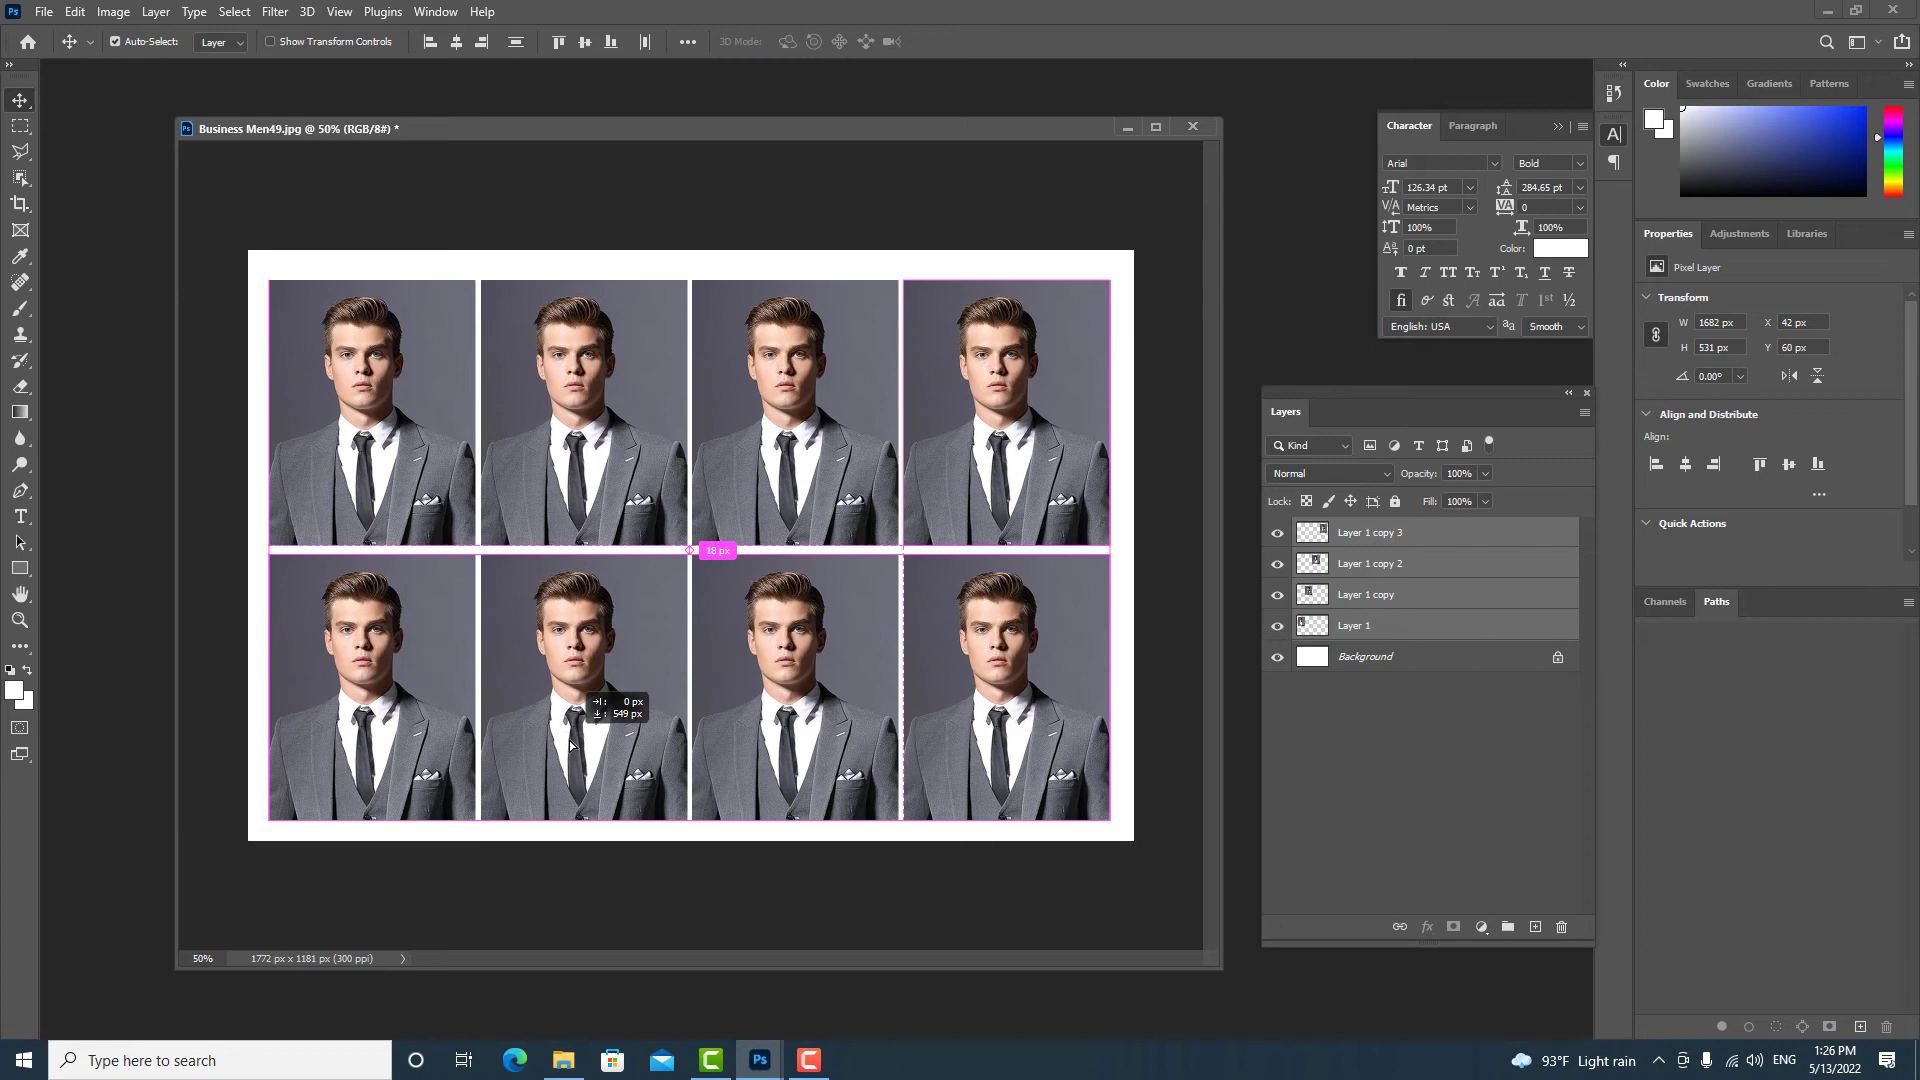 Ps File Edit Image Layer Type Select Filter 3D View Plugins Window Help
Auto-Select: Layer Show Transform Controls 3D Mode:
Ps Business Men49.jpg @ 50% (RGB/8#) *
18 px
0 px
549 px
50% 1772 px x 1181 px (300 ppi)
Character Paragraph
Arial Bold
126.34 pt 284.65 pt
Metrics 0
100% 100%
0 pt Color:
English: USA Smooth
Layers
Kind
Normal Opacity: 100%
Lock: Fill: 100%
Layer 1 copy 3
Layer 1 copy 2
Layer 1 copy
Layer 1
Background
Color Swatches Gradients Patterns
Properties Adjustments Libraries
Pixel Layer
Transform
W 1682 px X 42 px
H 531 px Y 60 px
0.00°
Align and Distribute
Align:
Quick Actions
Channels Paths
Type here to search
Ps
93°F Light rain ENG
1:26 PM
5/13/2022